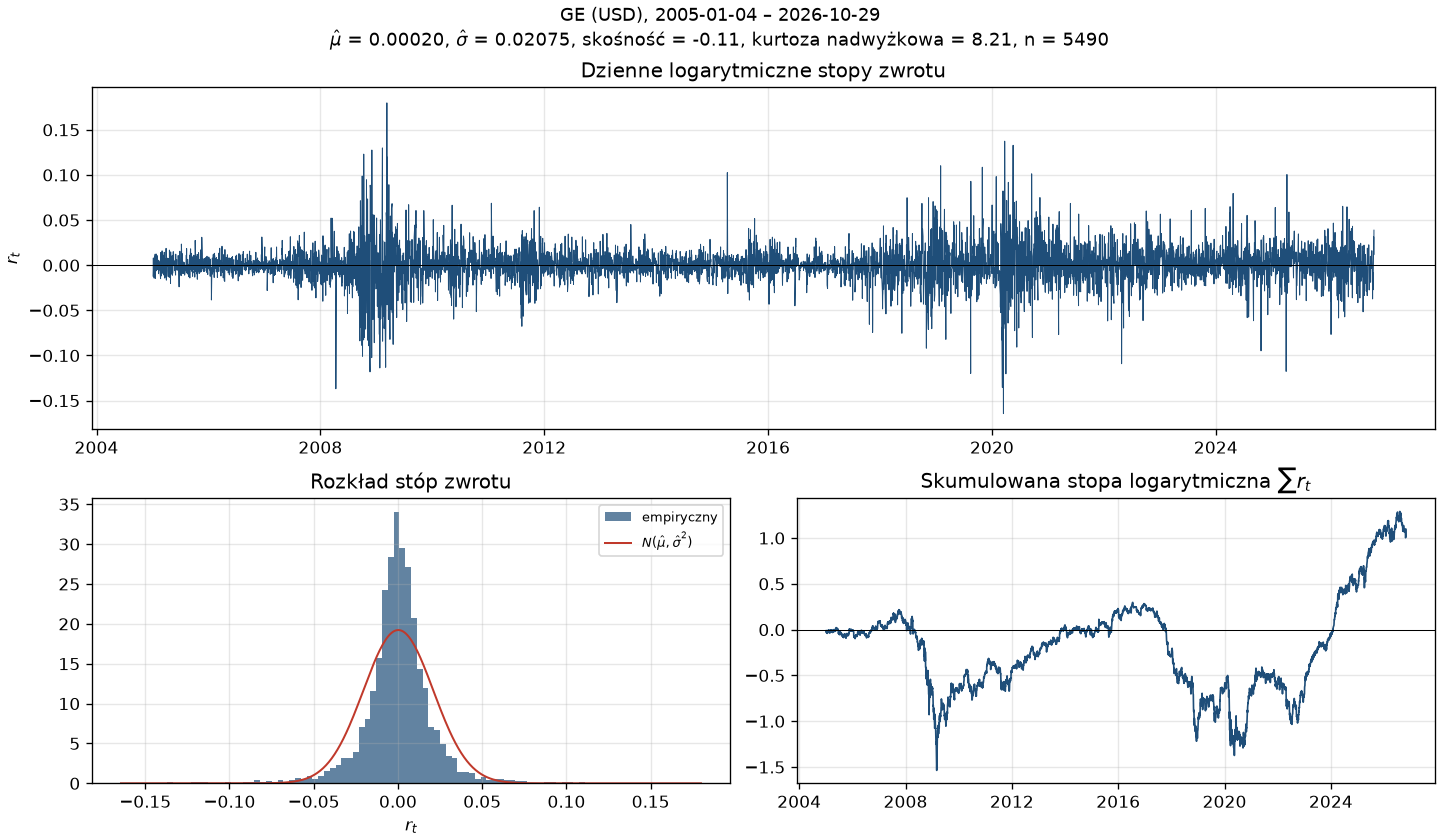 GE (USD), 2005-01-04 – 2026-10-29
μ̂ = 0.00020, σ̂ = 0.02075, skośność = -0.11, kurtoza nadwyżkowa = 8.21, n = 5490
Dzienne logarytmiczne stopy zwrotu
0.15
0.10
0.05
0.00
−0.05
−0.10
−0.15
r_t
2004 2008 2012 2016 2020 2024
Rozkład stóp zwrotu
35
30
25
20
15
10
5
0
empiryczny
N(μ̂, σ̂²)
−0.15 −0.10 −0.05 0.00 0.05 0.10 0.15
r_t
Skumulowana stopa logarytmiczna ∑r_t
1.0
0.5
0.0
−0.5
−1.0
−1.5
2004 2008 2012 2016 2020 2024